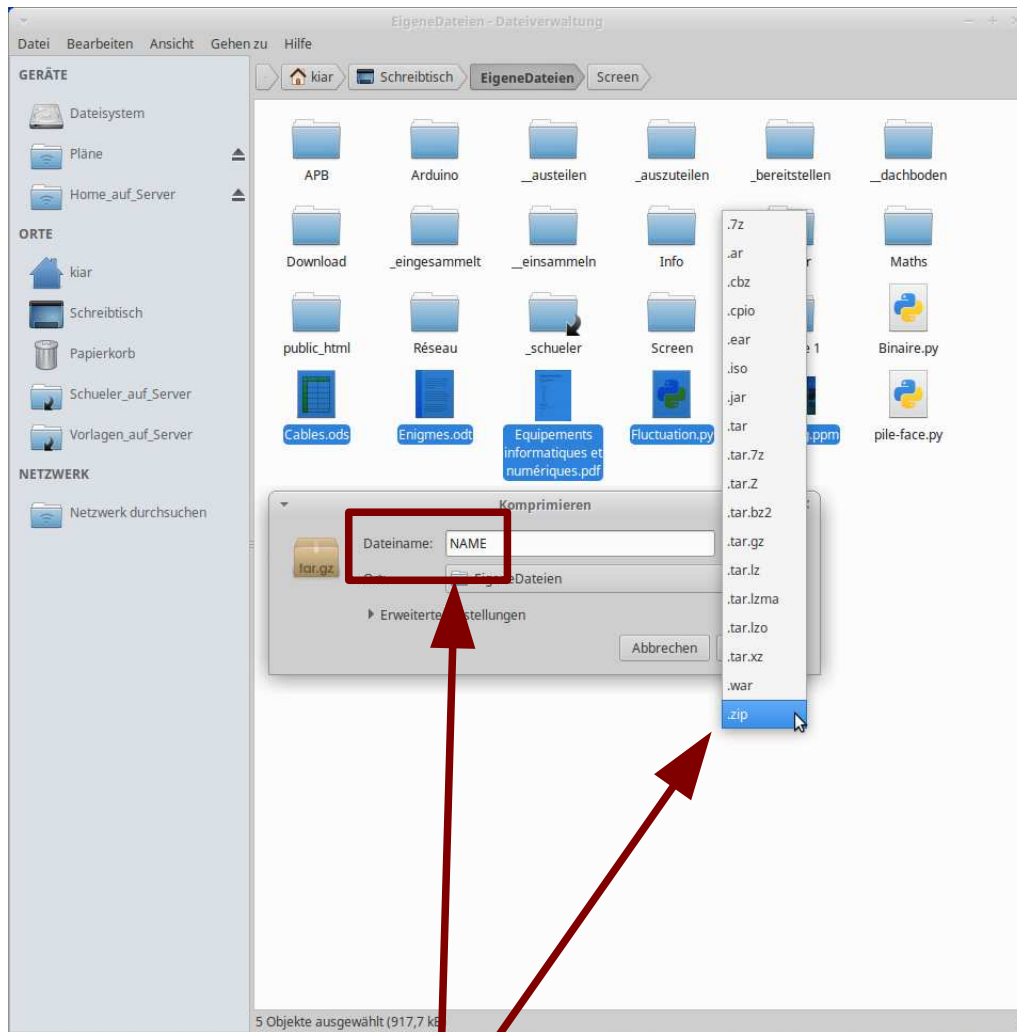 EigeneDateien - Dateiverwaltung
Datei Bearbeiten Ansicht Gehen zu Hilfe
GERÄTE
Dateisystem
Pläne
Home_auf_Server
ORTE
kiar
Schreibtisch
Papierkorb
Schueler_auf_Server
Vorlagen_auf_Server
NETZWERK
Netzwerk durchsuchen
kiar Schreibtisch EigeneDateien Screen
APB Arduino __austeilen _auszuteilen _bereitstellen __dachboden
Download _eingesammelt __einsammeln Info Maths
public_html Réseau _schueler Screen 1 Binaire.py
Cables.ods Enigmes.odt Equipements Fluctuation.py .ppm pile-face.py
informatiques et
numériques.pdf
Komprimieren
tar.gz
Dateiname: NAME
EigeneDateien
Erweiterte
Abbrechen
.7z
.ar
.cbz
.cpio
.ear
.iso
.jar
.tar
.tar.7z
.tar.Z
.tar.bz2
.tar.gz
.tar.lz
.tar.lzma
.tar.lzo
.tar.xz
.war
.zip
5 Objekte ausgewählt (917,7